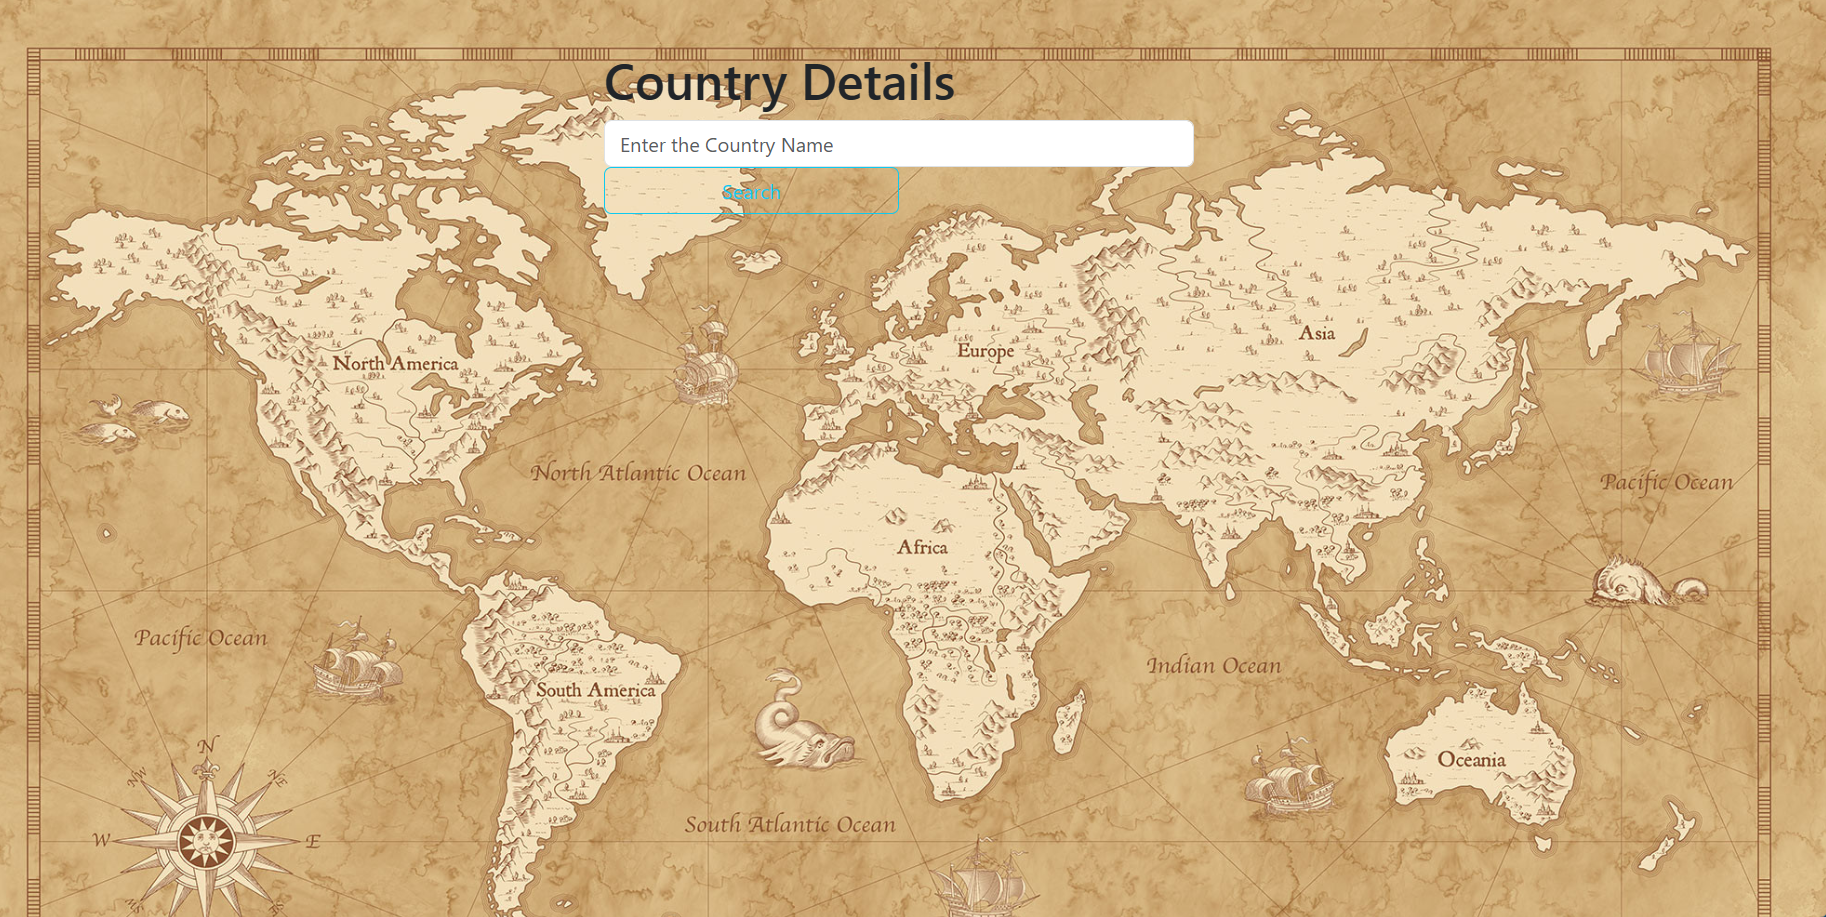 Country Details
Enter the Country Name
Search
North America
Europe
Asia
North Atlantic Ocean
Pacific Ocean
Africa
Pacific Ocean
Indian Ocean
South America
Oceania
South Atlantic Ocean
N
NW
NE
W
E